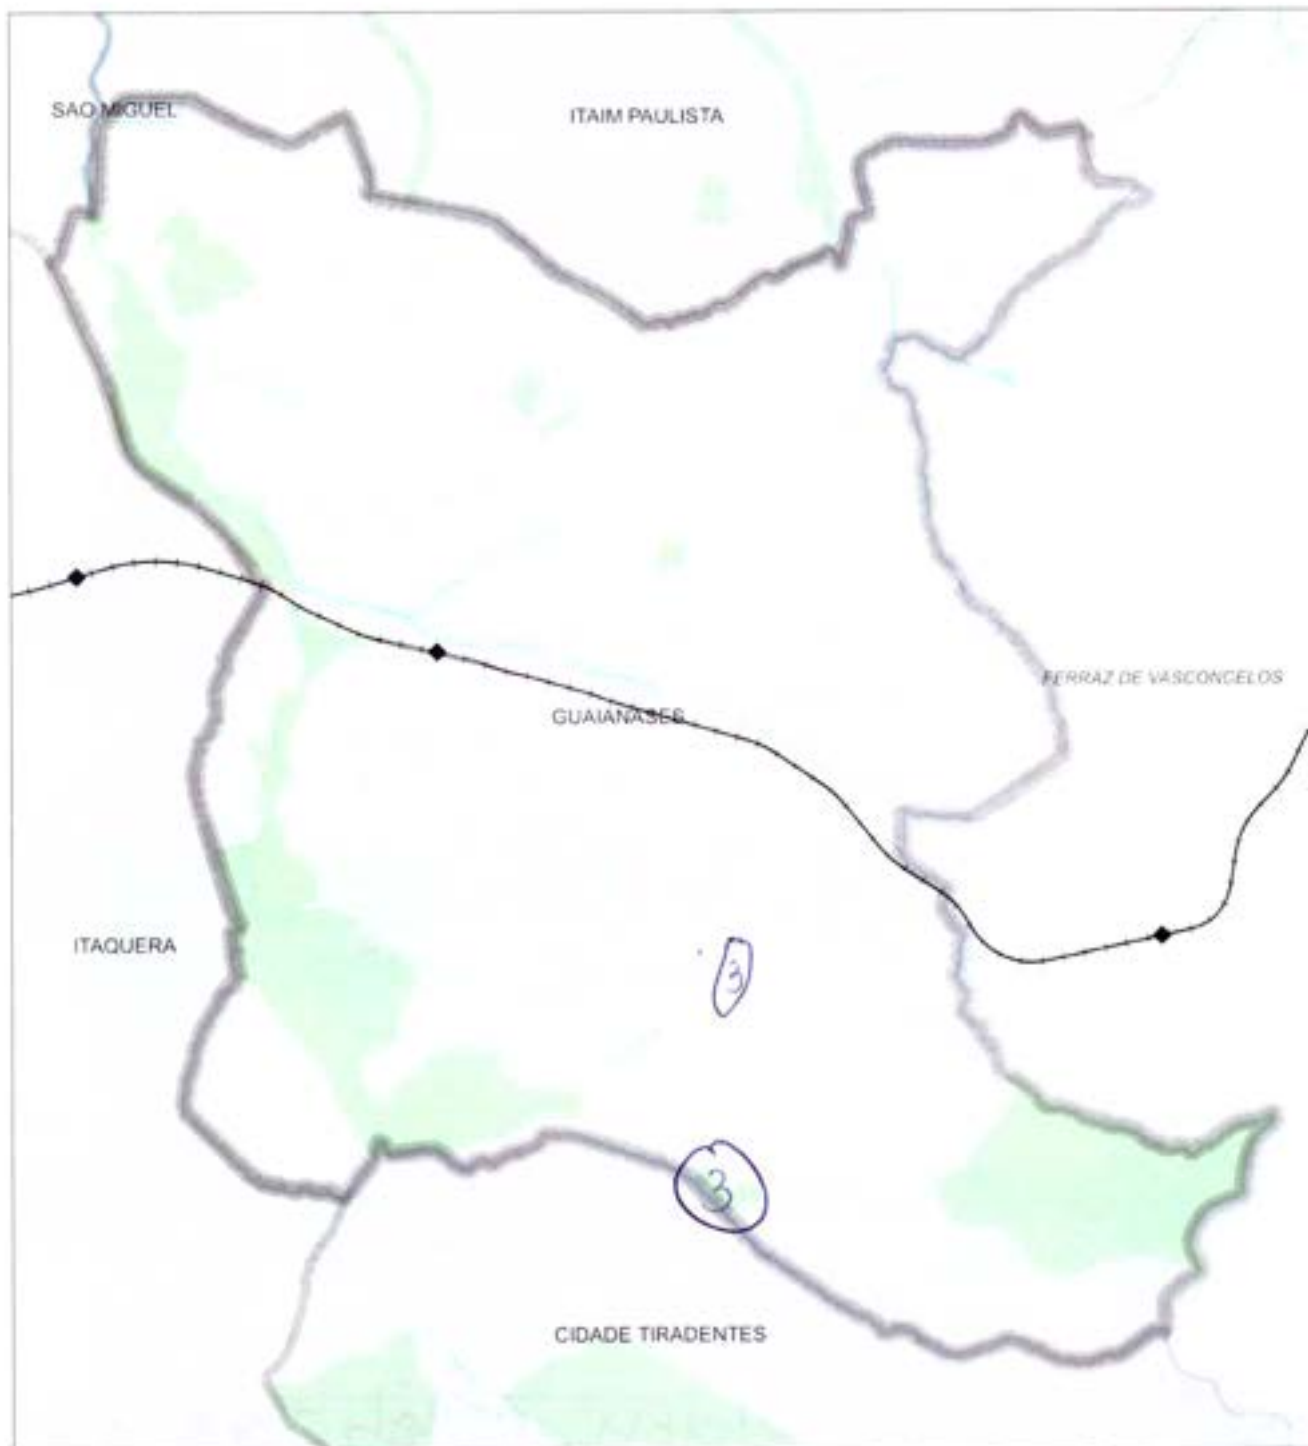 SAO MIGUEL
ITAIM PAULISTA
FERRAZ DE VASCONCELOS
GUAIANASES
ITAQUERA
3
3
CIDADE TIRADENTES